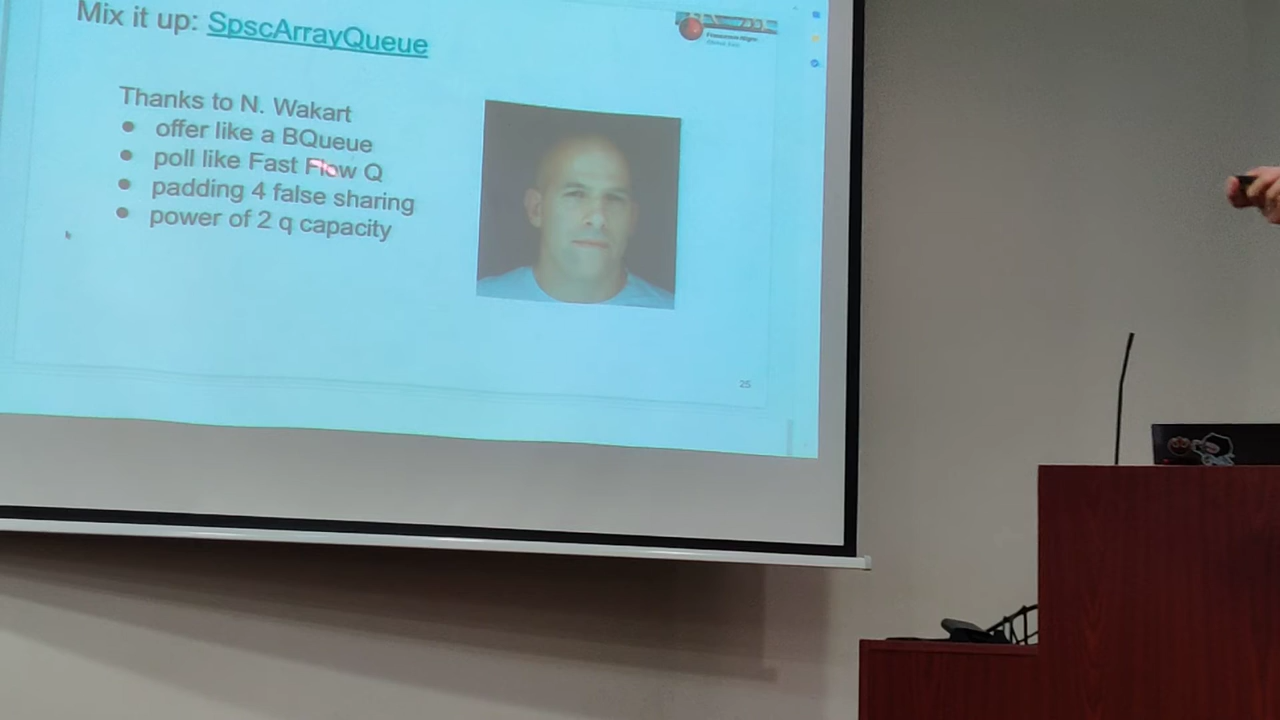 Mix it up: SpscArrayQueue
Thanks to N. Wakart
● offer like a BQueue
● poll like Fast Flow Q
● padding 4 false sharing
● power of 2 q capacity
25